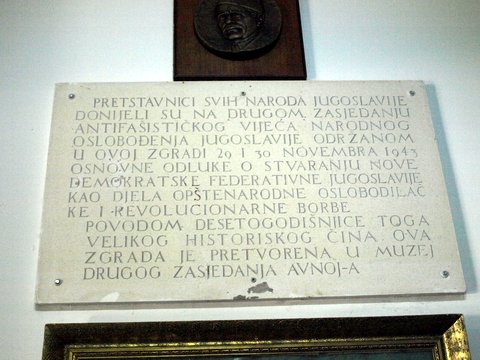 PRETSTAVNICI SVIH NARODA JUGOSLAVIJE
DONIJELI SU NA DRUGOM ZASJEDANJU
ANTIFAŠISTIČKOG VIJEĆA NARODNOG
OSLOBOĐENJA JUGOSLAVIJE ODRŽANOM
U OVOJ ZGRADI 29 I 30 NOVEMBRA 1943
OSNOVNE ODLUKE O STVARANJU NOVE
DEMOKRATSKE FEDERATIVNE JUGOSLAVIJE
KAO DJELA OPŠTENARODNE OSLOBODILAČ
KE I REVOLUCIONARNE BORBE
POVODOM DESETOGODIŠNJICE TOGA
VELIKOG HISTORISKOG ČINA OVA
ZGRADA JE PRETVORENA U MUZEJ
DRUGOG ZASJEDANJA AVNOJ-A